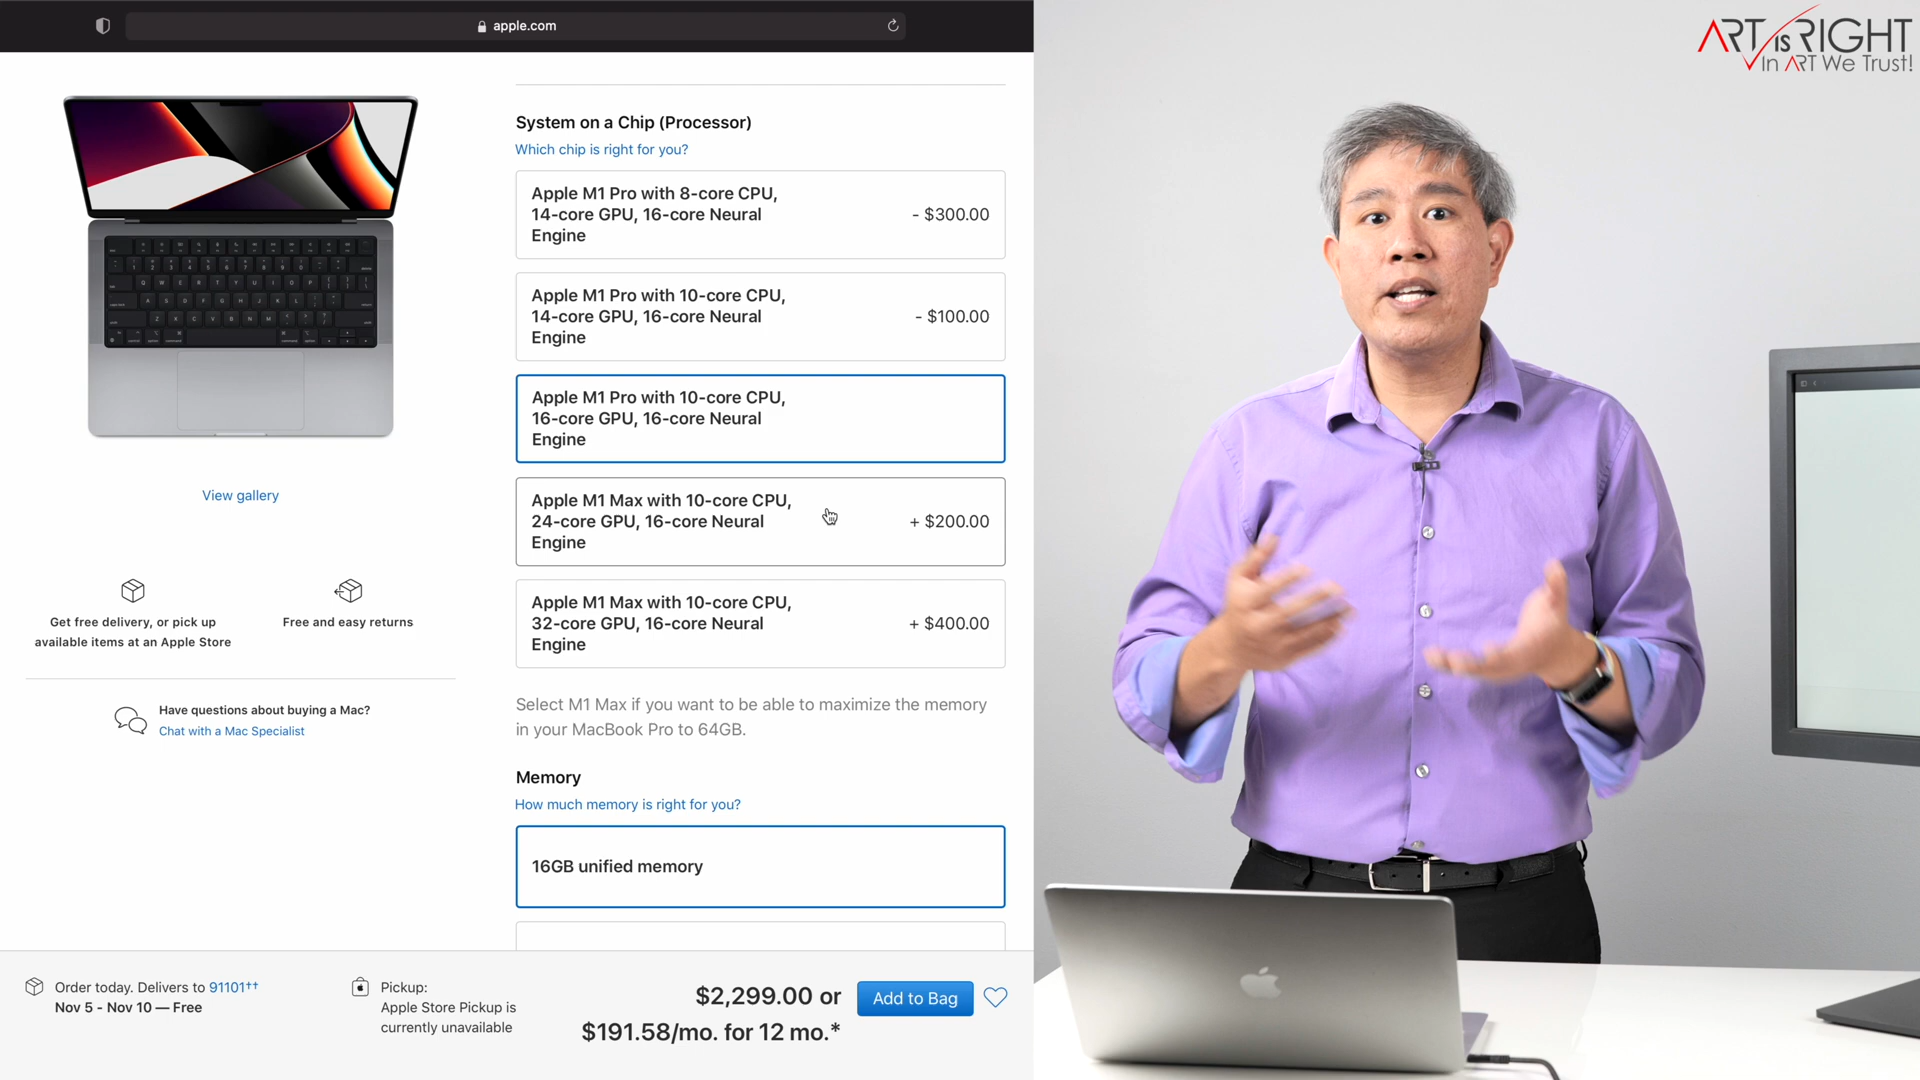 apple.com
ART IS RIGHT
In ART We Trust!
System on a Chip (Processor)
Which chip is right for you?
Apple M1 Pro with 8-core CPU,
14-core GPU, 16-core Neural
Engine
- $300.00
Apple M1 Pro with 10-core CPU,
14-core GPU, 16-core Neural
Engine
- $100.00
Apple M1 Pro with 10-core CPU,
16-core GPU, 16-core Neural
Engine
Apple M1 Max with 10-core CPU,
24-core GPU, 16-core Neural
Engine
+ $200.00
Apple M1 Max with 10-core CPU,
32-core GPU, 16-core Neural
Engine
+ $400.00
Select M1 Max if you want to be able to maximize the memory
in your MacBook Pro to 64GB.
Memory
How much memory is right for you?
16GB unified memory
View gallery
Get free delivery, or pick up
available items at an Apple Store
Free and easy returns
Have questions about buying a Mac?
Chat with a Mac Specialist
Order today. Delivers to 91101††
Nov 5 - Nov 10 — Free
Pickup:
Apple Store Pickup is
currently unavailable
$2,299.00 or
$191.58/mo. for 12 mo.*
Add to Bag